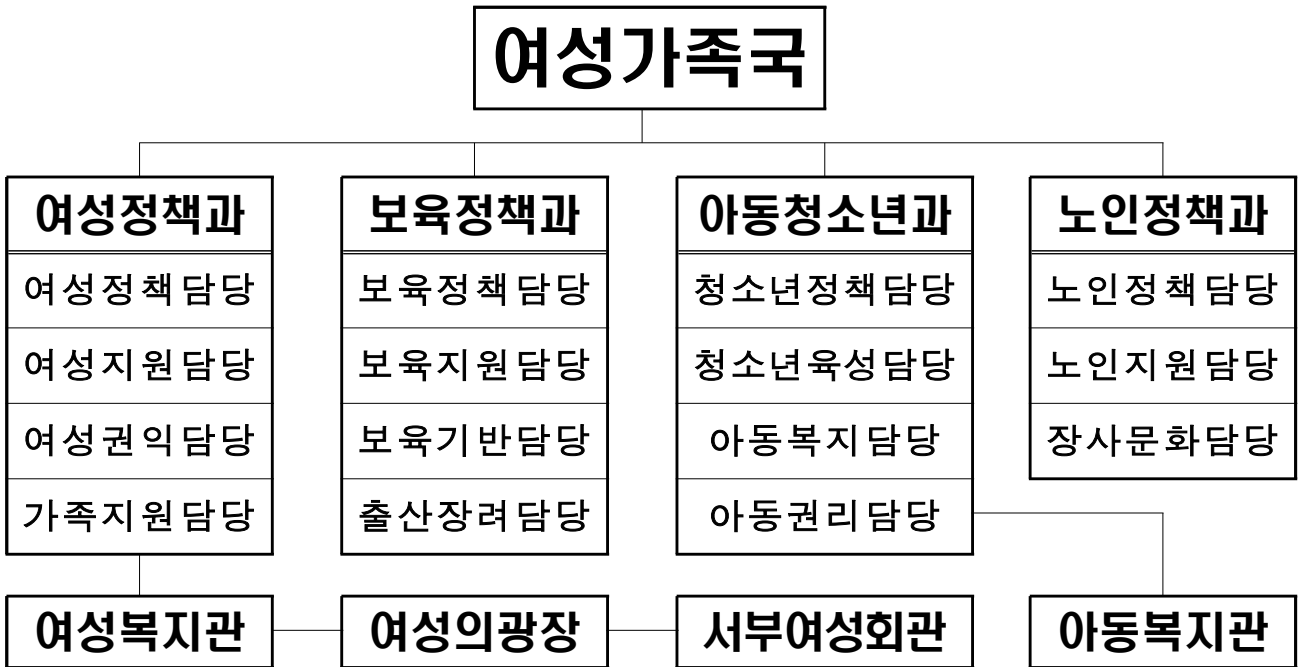 여성가족국
여성정책과
여성정책담당
여성지원담당
여성권익담당
가족지원담당
보육정책과
보육정책담당
보육지원담당
보육기반담당
출산장려담당
아동청소년과
청소년정책담당
청소년육성담당
아동복지담당
아동권리담당
노인정책과
노인정책담당
노인지원담당
장사문화담당
여성복지관
여성의광장
서부여성회관
아동복지관